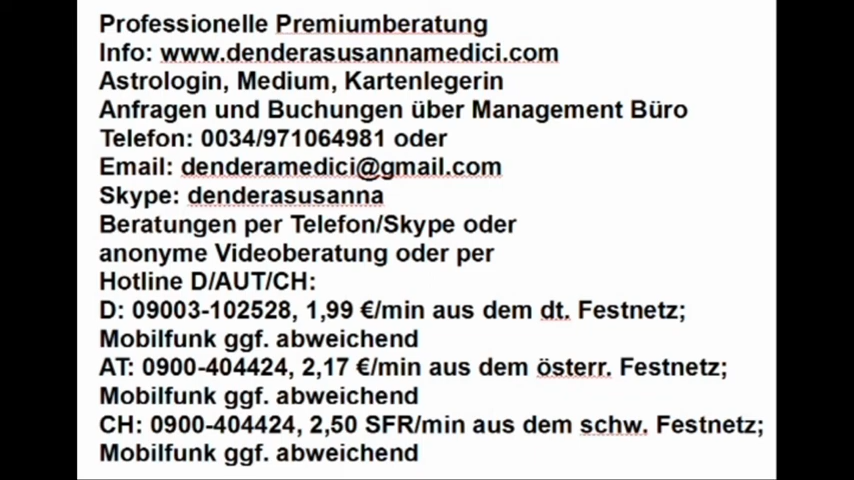 Professionelle Premiumberatung
Info: www.denderasusannamedici.com
Astrologin, Medium, Kartenlegerin
Anfragen und Buchungen über Management Büro
Telefon: 0034/971064981 oder
Email: denderamedici@gmail.com
Skype: denderasusanna
Beratungen per Telefon/Skype oder
anonyme Videoberatung oder per
Hotline D/AUT/CH:
D: 09003-102528, 1,99 €/min aus dem dt. Festnetz;
Mobilfunk ggf. abweichend
AT: 0900-404424, 2,17 €/min aus dem österr. Festnetz;
Mobilfunk ggf. abweichend
CH: 0900-404424, 2,50 SFR/min aus dem schw. Festnetz;
Mobilfunk ggf. abweichend